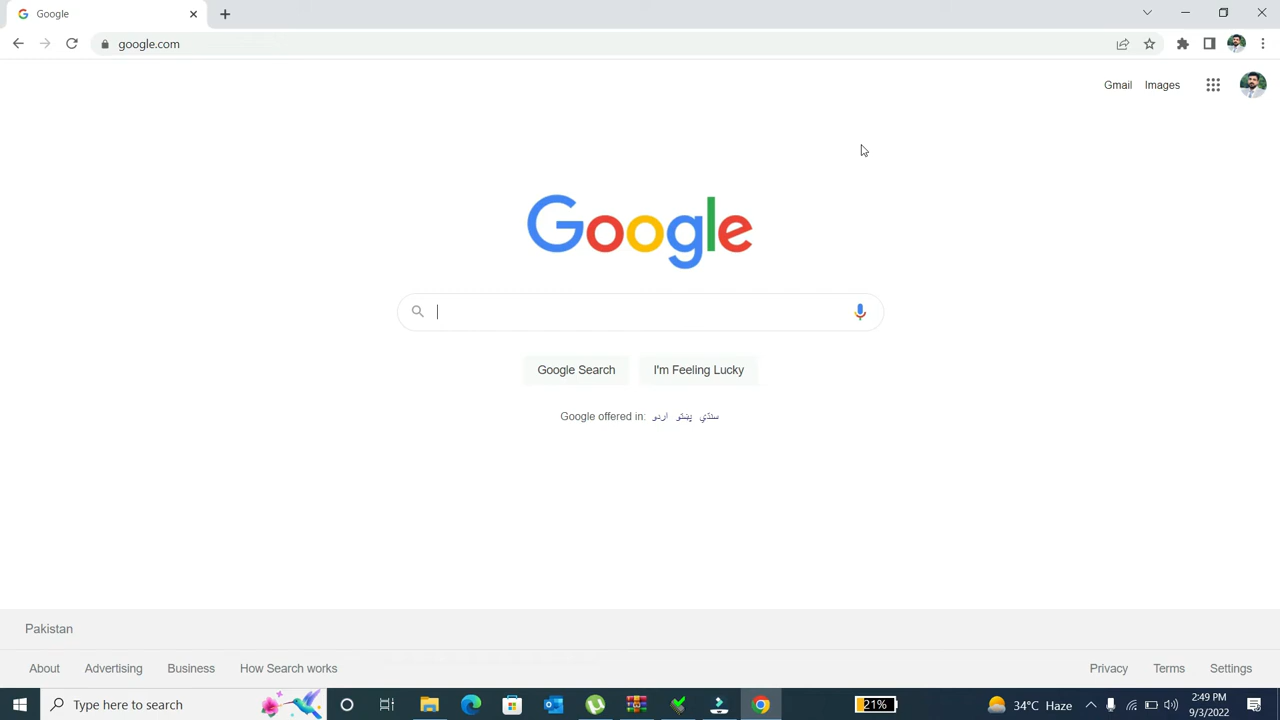 Google
google.com
Gmail Images
Google
Google Search I'm Feeling Lucky
Google offered in: اردو پښتو سنڌي
Pakistan
About Advertising Business How Search works Privacy Terms Settings
Type here to search 21% 34°C Haze 2:49 PM
9/3/2022